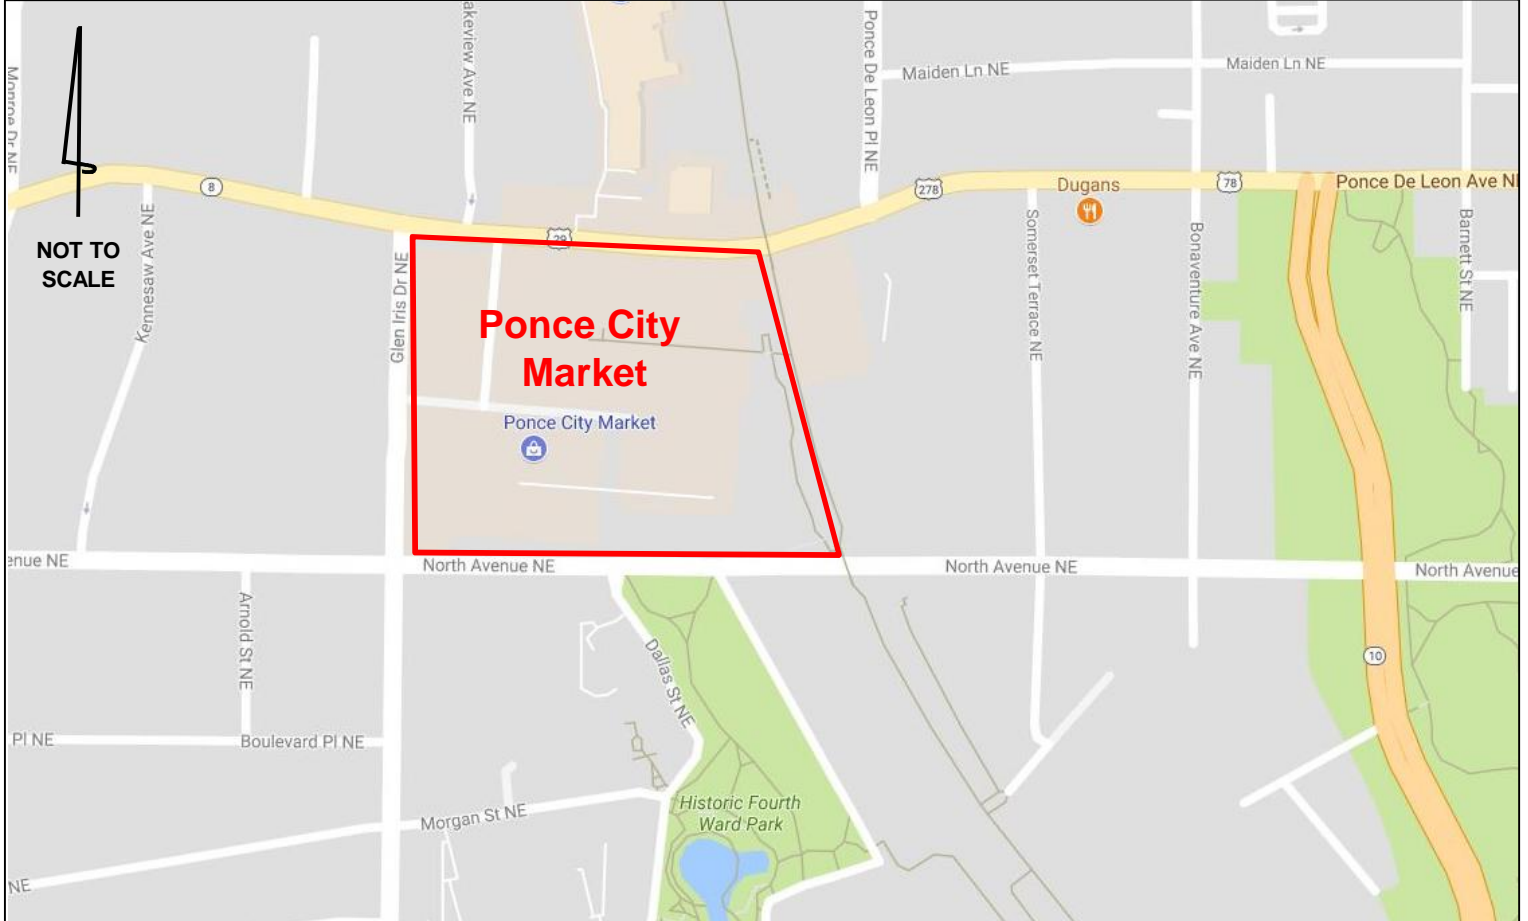 akeview Ave NE
Ponce De Leon Pl NE
Maiden Ln NE
Maiden Ln NE
Monroe Dr NE
8
278
Dugans
78
Ponce De Leon Ave NE
NOT TO
SCALE
Kennesaw Ave NE
29
Glen Iris Dr NE
Somerset Terrace NE
Bonaventure Ave NE
Barnett St NE
Ponce City
Market
Ponce City Market
enue NE
North Avenue NE
North Avenue NE
North Avenue
Arnold St NE
Dallas St NE
10
Pl NE
Boulevard Pl NE
Morgan St NE
Historic Fourth
Ward Park
NE